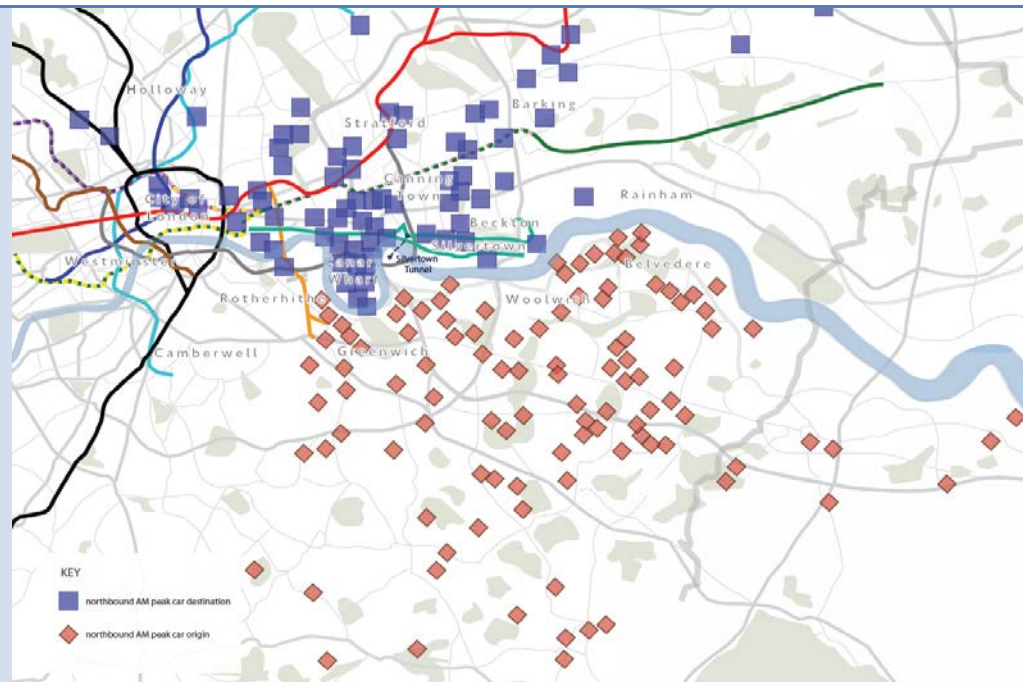 Holloway
Barking
Stratford
Canning
Town
Rainham
City of
London
Beckton
Silvertown
Westminster
Silvertown
Tunnel
Canary
Wharf
Belvedere
Rotherhithe
Woolwich
Camberwell
Greenwich
KEY
northbound AM peak car destination
northbound AM peak car origin